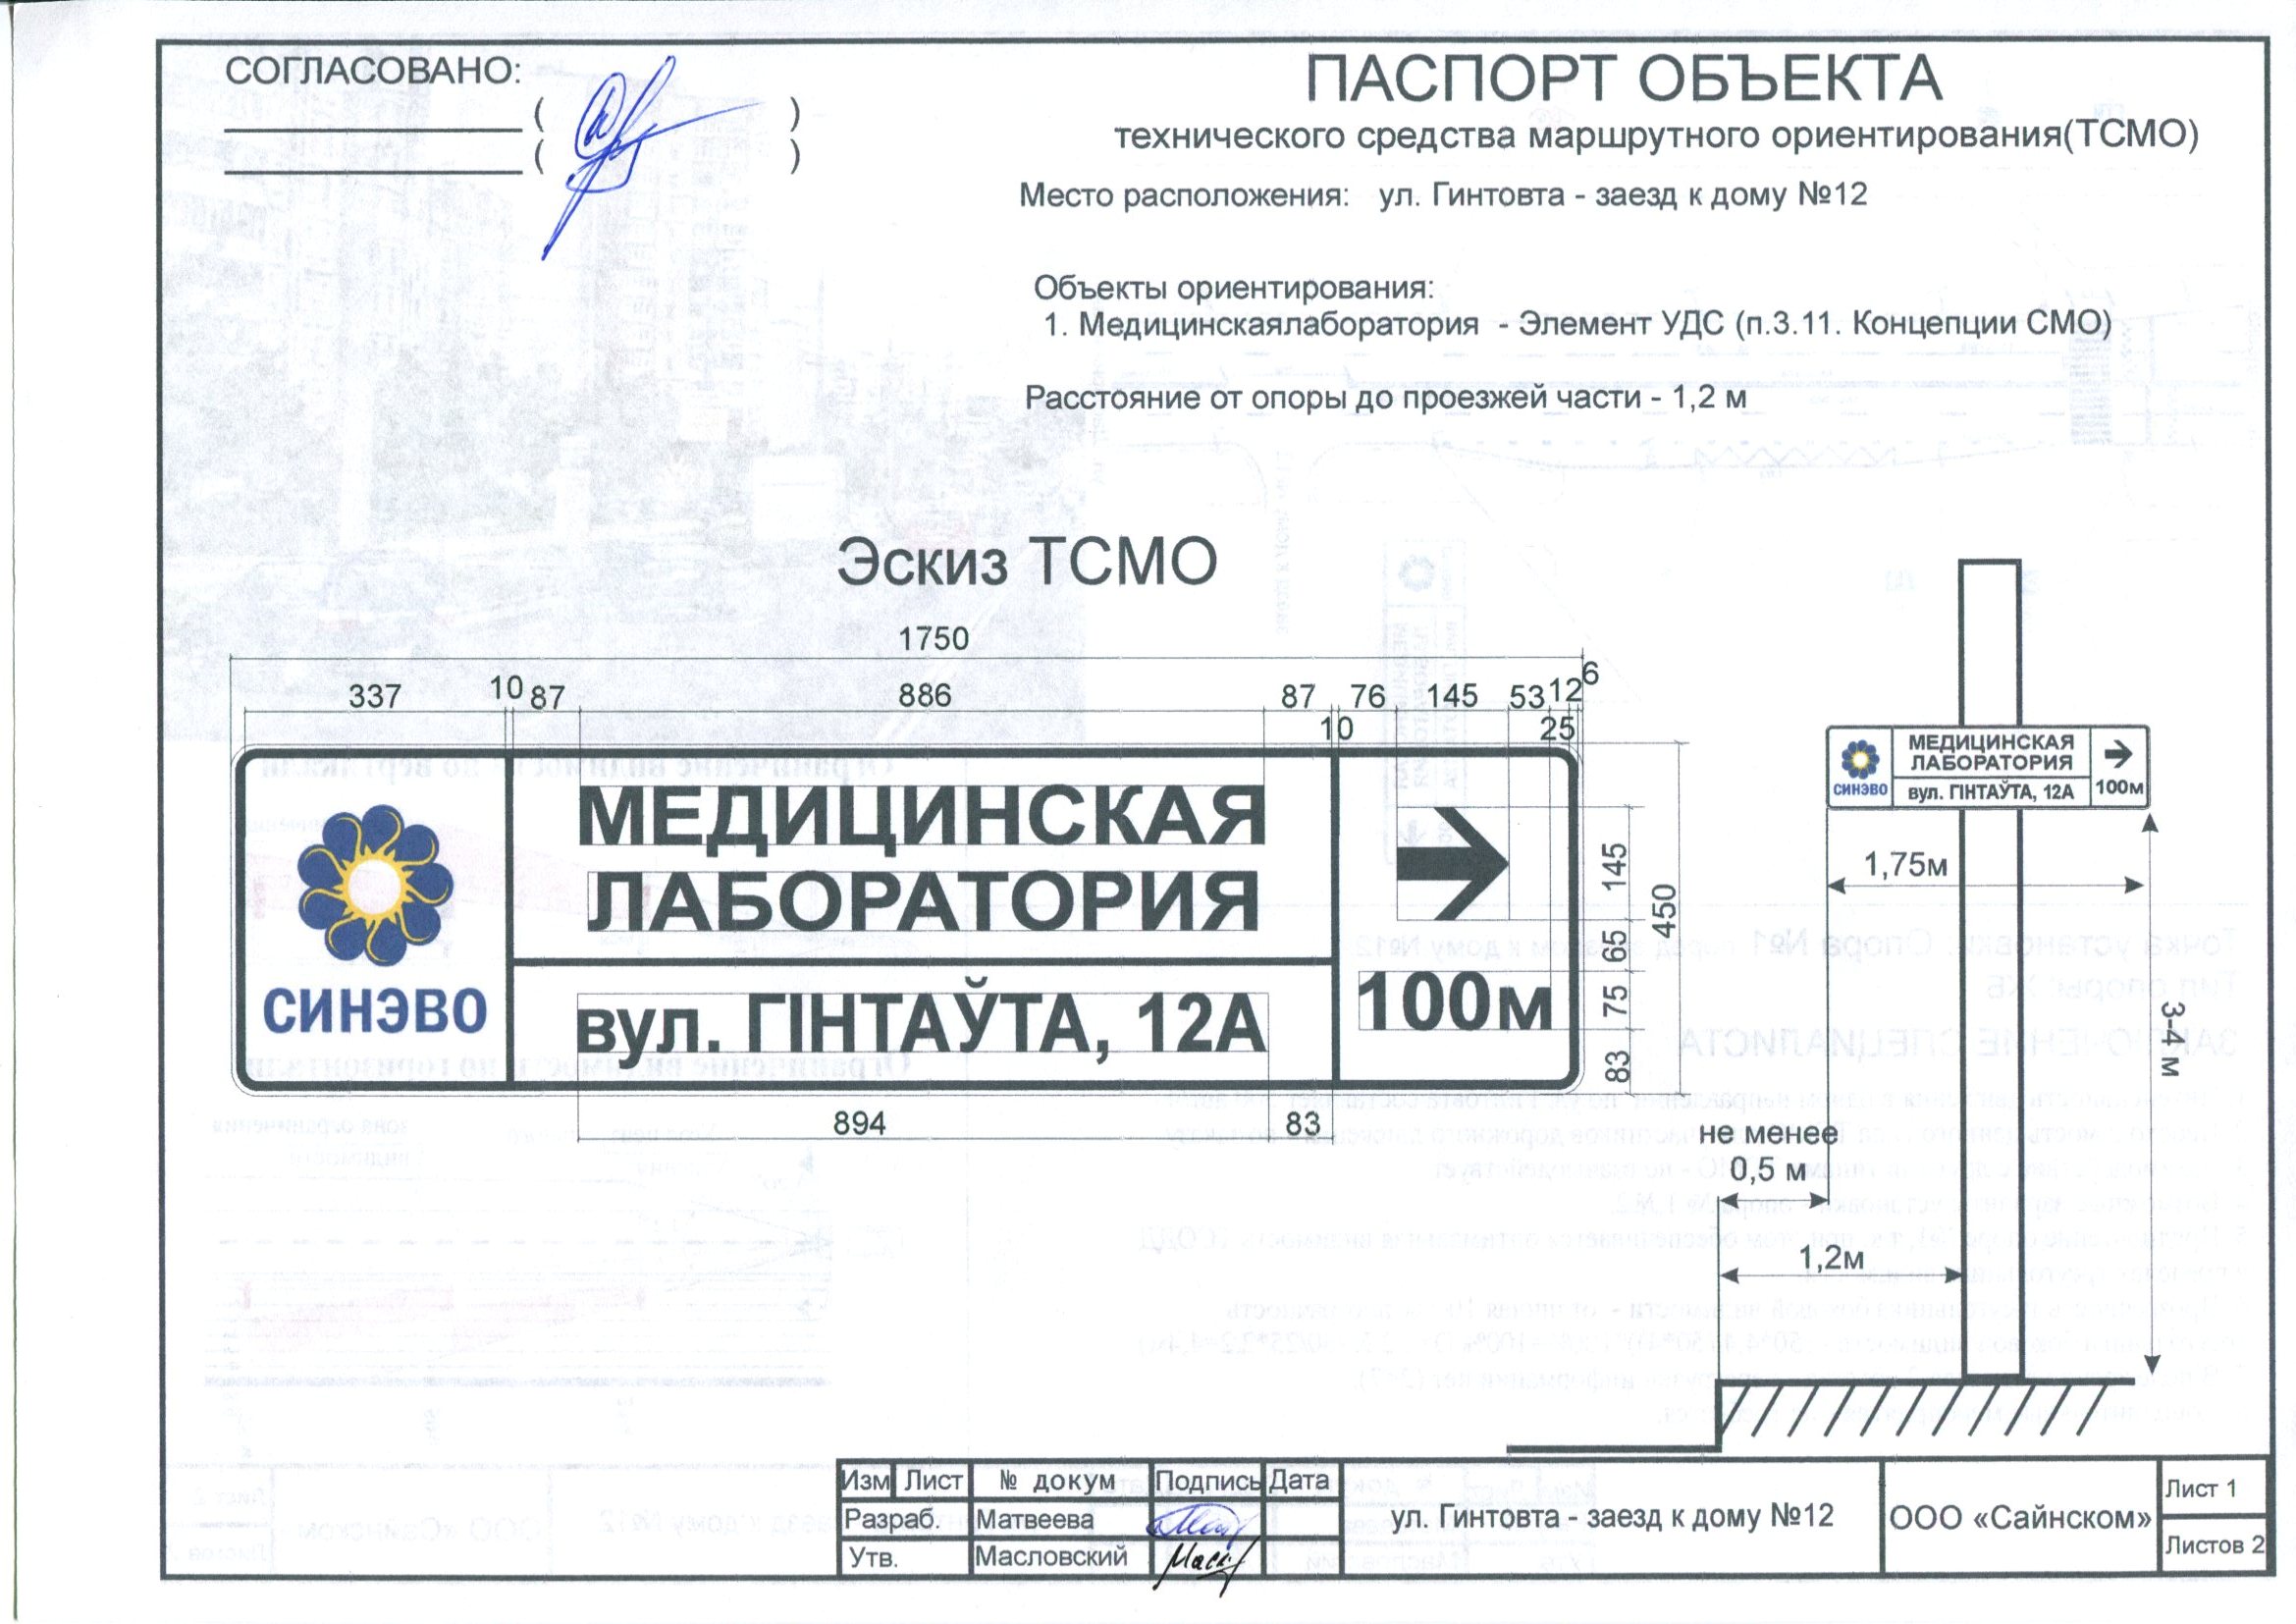 СОГЛАСОВАНО:
( )
( )
ПАСПОРТ ОБЪЕКТА
технического средства маршрутного ориентирования(ТСМО)
Место расположения: ул. Гинтовта - заезд к дому №12
Объекты ориентирования:
1. Медицинскаялаборатория - Элемент УДС (п.3.11. Концепции СМО)
Расстояние от опоры до проезжей части - 1,2 м
Эскиз ТСМО
1750
337 10 87 886 87 10 76 145 53 12 6
25
СИНЭВО
МЕДИЦИНСКАЯ
ЛАБОРАТОРИЯ
вул. ГІНТАЎТА, 12А
100м
145
65
75
83
450
894 83
СИНЭВО
МЕДИЦИНСКАЯ
ЛАБОРАТОРИЯ
вул. ГІНТАЎТА, 12А
100м
1,75м
3-4 м
не менее
0,5 м
1,2м
Изм Лист № докум Подпись Дата
Разраб. Матвеева
Утв. Масловский
ул.Гинтовта - заезд к дому №12
ООО «Сайнском»
Лист 1
Листов 2